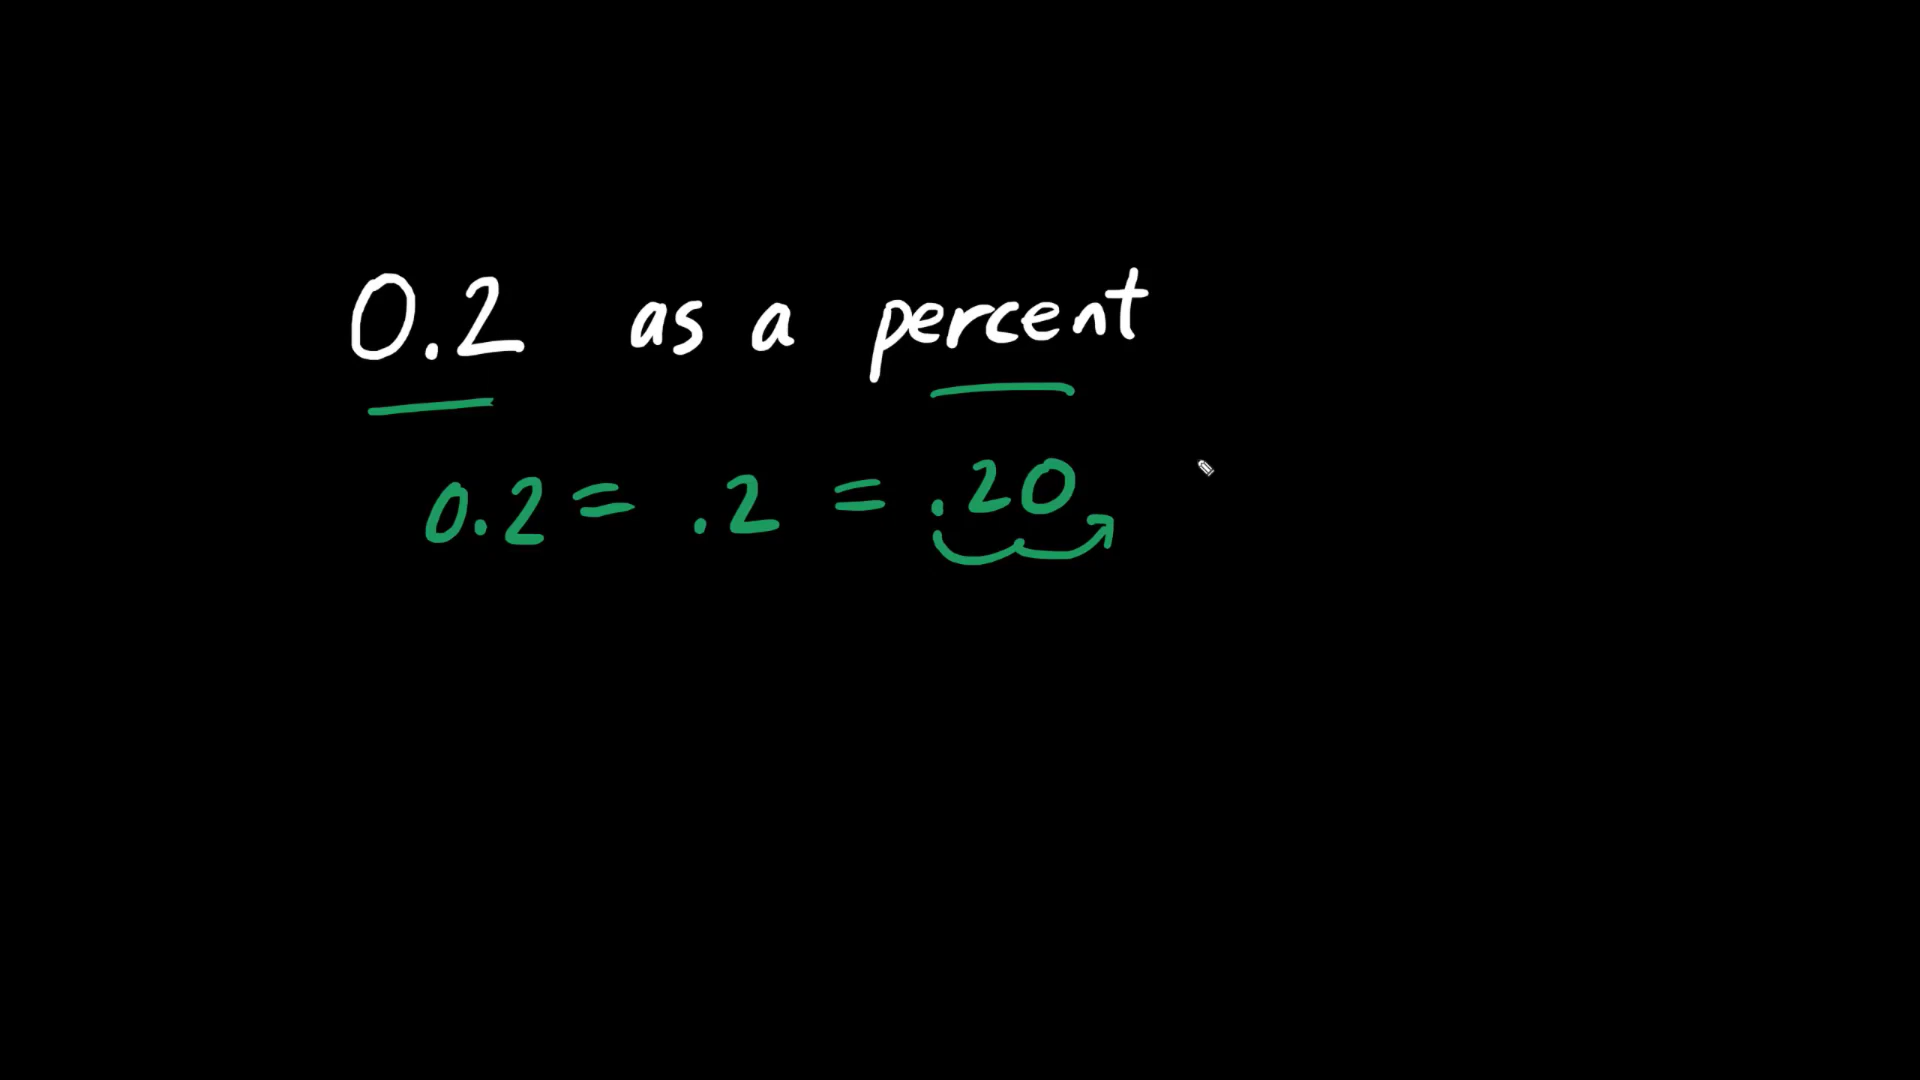 0.2 as a percent
0.2 = .2 = .20